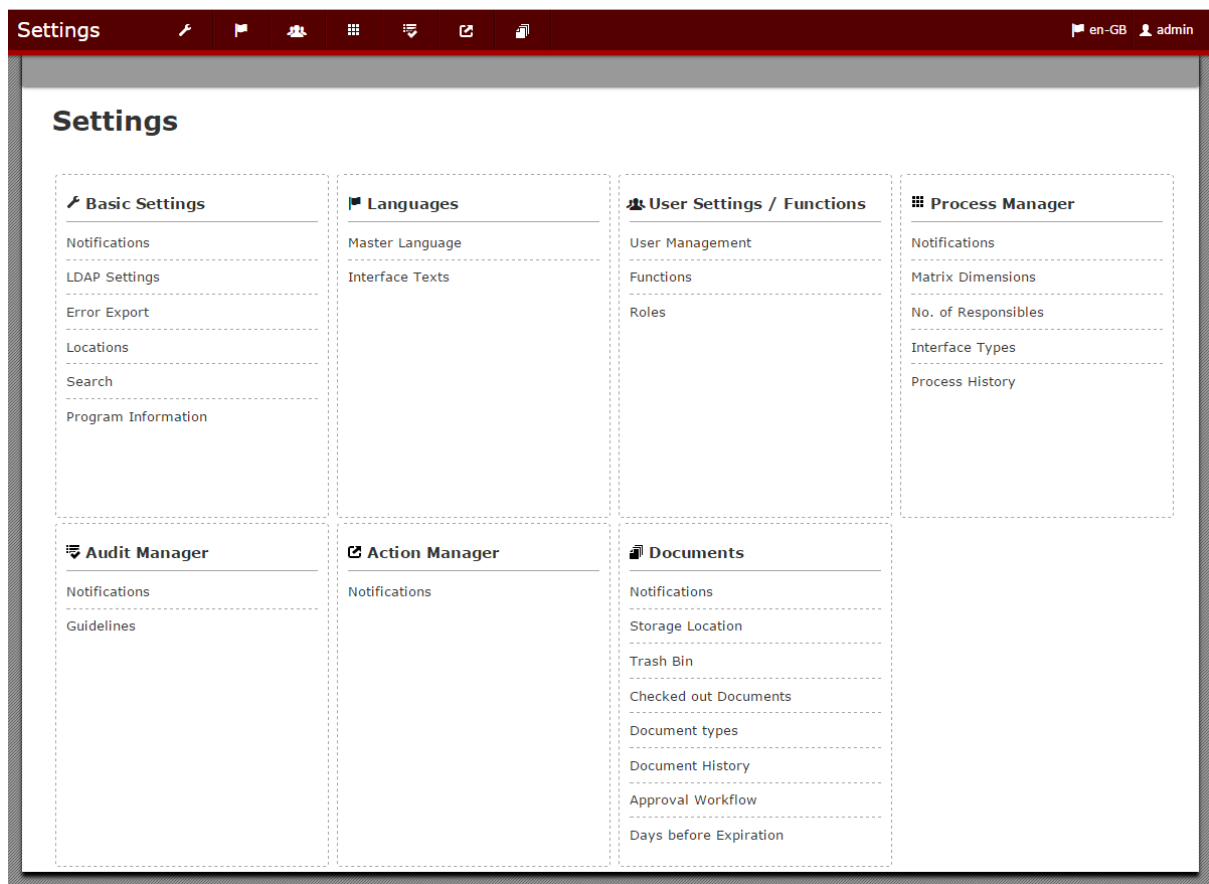 Settings
en-GB admin
Settings
Basic Settings
Notifications
LDAP Settings
Error Export
Locations
Search
Program Information
Languages
Master Language
Interface Texts
User Settings / Functions
User Management
Functions
Roles
Process Manager
Notifications
Matrix Dimensions
No. of Responsibles
Interface Types
Process History
Audit Manager
Notifications
Guidelines
Action Manager
Notifications
Documents
Notifications
Storage Location
Trash Bin
Checked out Documents
Document types
Document History
Approval Workflow
Days before Expiration